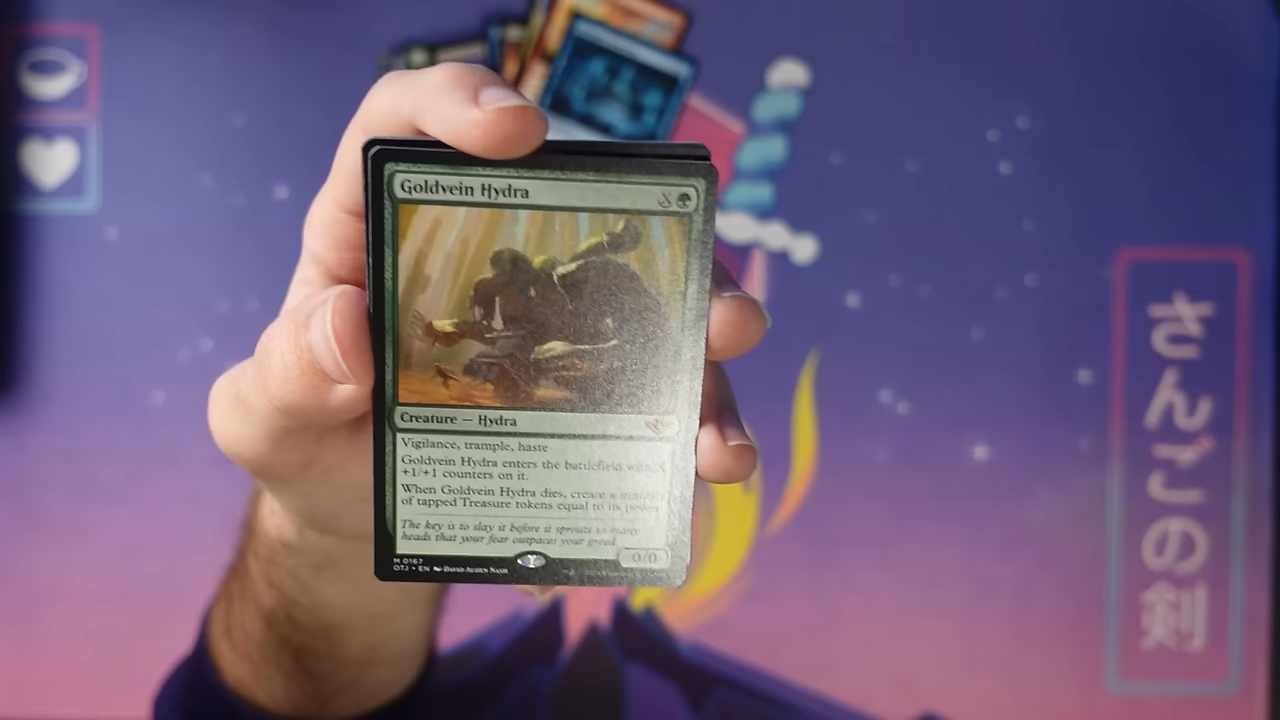 Goldvein Hydra
X
Creature — Hydra
Vigilance, trample, haste
Goldvein Hydra enters the battlefield with X
+1/+1 counters on it.
When Goldvein Hydra dies, create a number
of tapped Treasure tokens equal to its power.
The key is to slay it before it sprouts so many
heads that your fear outpaces your greed.
0/0
M 0167
OTJ • EN DAVID AUDEN NASH
さんごの剣